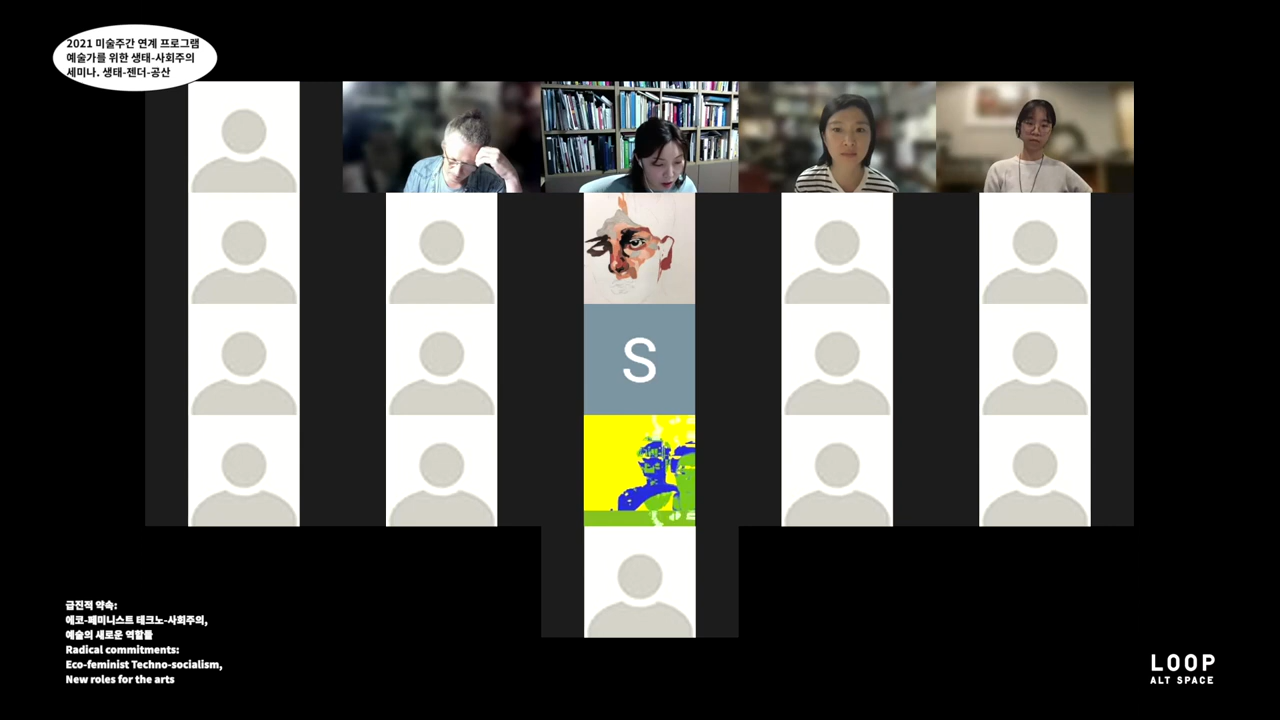 2021 미술주간 연계 프로그램
예술가를 위한 생태-사회주의
세미나. 생태-젠더-공산
S
급진적 약속:
에코-페미니스트 테크노-사회주의,
예술의 새로운 역할들
Radical commitments:
Eco-feminist Techno-socialism,
New roles for the arts
LOOP
ALT SPACE